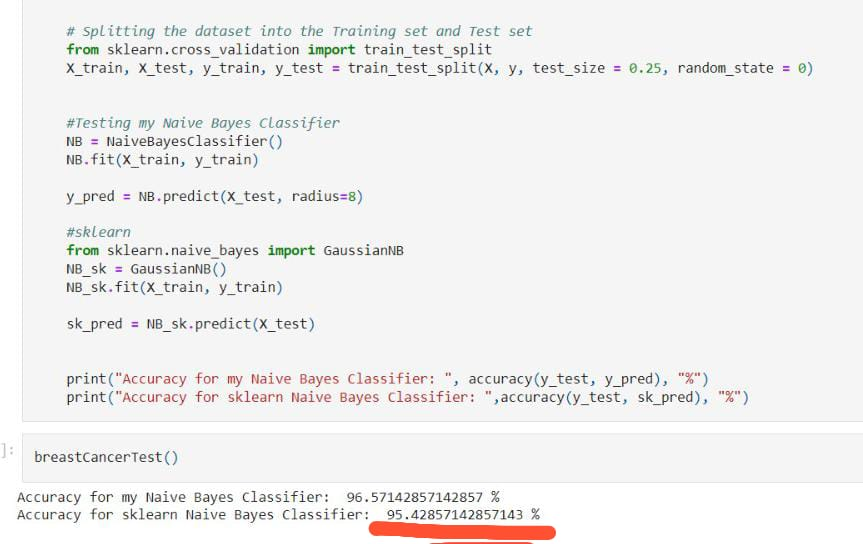 # Splitting the dataset into the Training set and Test set
from sklearn.cross_validation import train_test_split
X_train, X_test, y_train, y_test = train_test_split(X, y, test_size = 0.25, random_state = 0)
#Testing my Naive Bayes Classifier
NB = NaiveBayesClassifier()
NB.fit(X_train, y_train)
y_pred = NB.predict(X_test, radius=8)
#sklearn
from sklearn.naive_bayes import GaussianNB
NB_sk = GaussianNB()
NB_sk.fit(X_train, y_train)
sk_pred = NB_sk.predict(X_test)
print("Accuracy for my Naive Bayes Classifier: ", accuracy(y_test, y_pred), "%")
print("Accuracy for sklearn Naive Bayes Classifier: ",accuracy(y_test, sk_pred), "%")
]: breastCancerTest()
Accuracy for my Naive Bayes Classifier:  96.57142857142857 %
Accuracy for sklearn Naive Bayes Classifier:  95.42857142857143 %